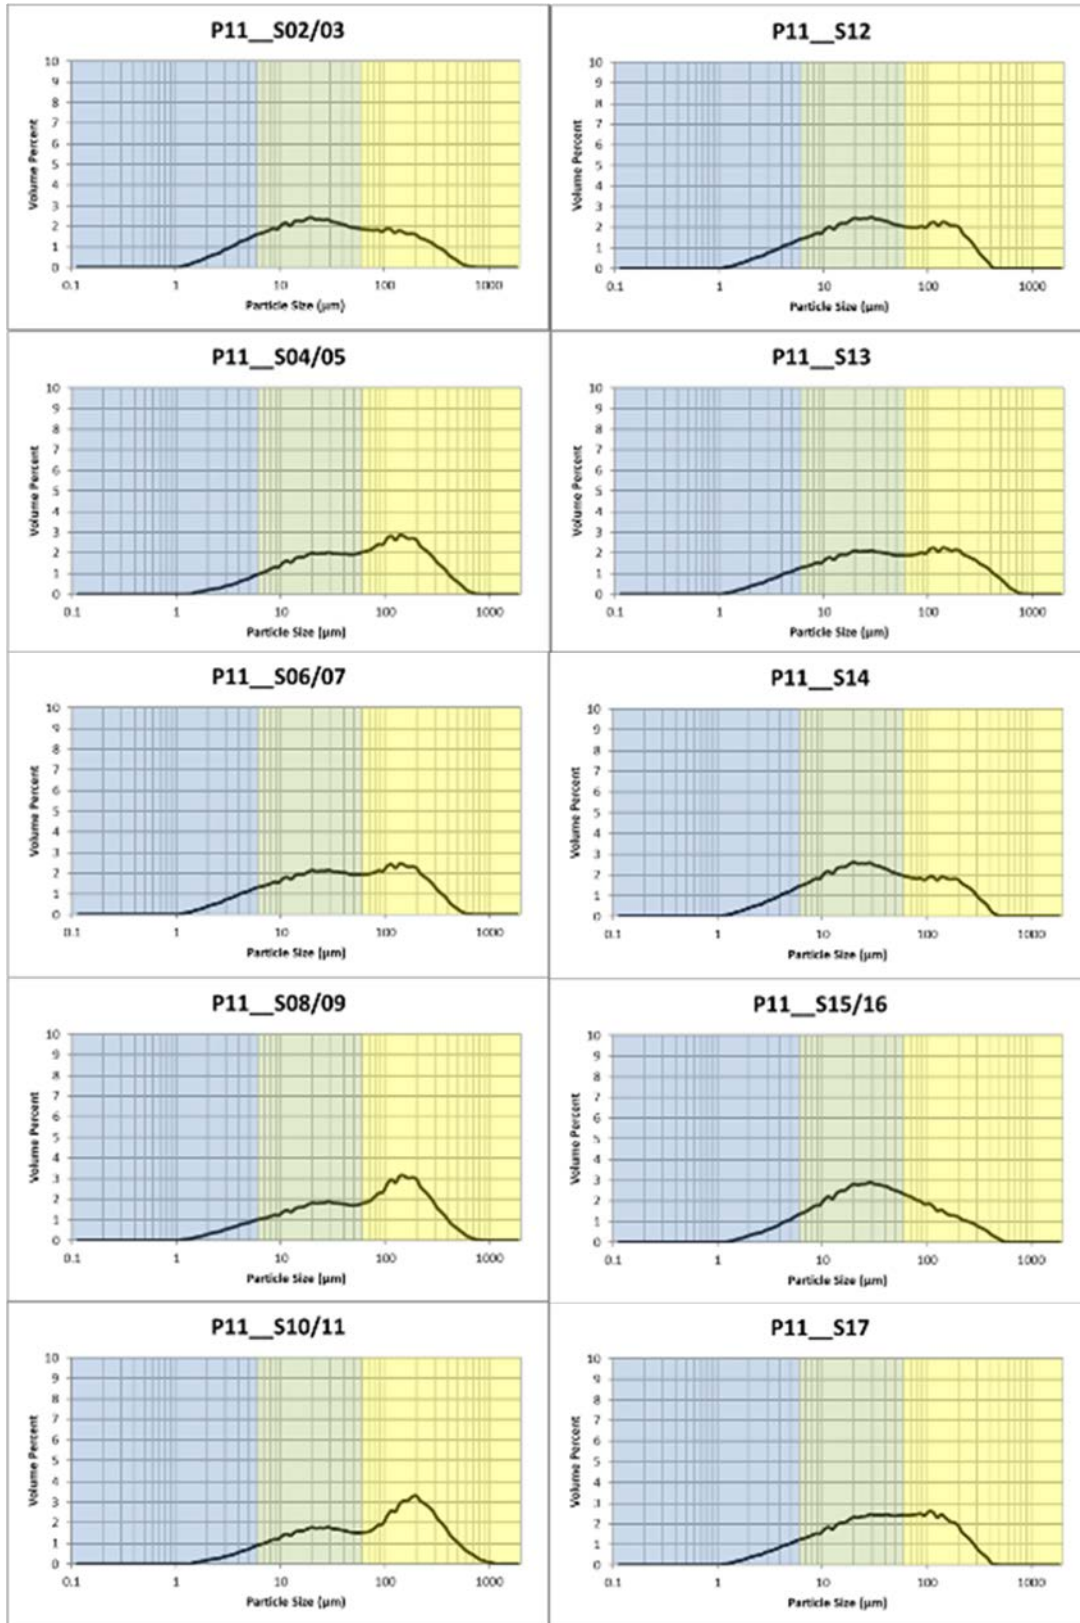 P11__S02/03
10
9
8
7
6
5
4
3
2
1
0
Volume Percent
0.1 1 10 100 1000
Particle Size (µm)
P11__S12
10
9
8
7
6
5
4
3
2
1
0
Volume Percent
0.1 1 10 100 1000
Particle Size (µm)
P11__S04/05
10
9
8
7
6
5
4
3
2
1
0
Volume Percent
0.1 1 10 100 1000
Particle Size (µm)
P11__S13
10
9
8
7
6
5
4
3
2
1
0
Volume Percent
0.1 1 10 100 1000
Particle Size (µm)
P11__S06/07
10
9
8
7
6
5
4
3
2
1
0
Volume Percent
0.1 1 10 100 1000
Particle Size (µm)
P11__S14
10
9
8
7
6
5
4
3
2
1
0
Volume Percent
0.1 1 10 100 1000
Particle Size (µm)
P11__S08/09
10
9
8
7
6
5
4
3
2
1
0
Volume Percent
0.1 1 10 100 1000
Particle Size (µm)
P11__S15/16
10
9
8
7
6
5
4
3
2
1
0
Volume Percent
0.1 1 10 100 1000
Particle Size (µm)
P11__S10/11
10
9
8
7
6
5
4
3
2
1
0
Volume Percent
0.1 1 10 100 1000
Particle Size (µm)
P11__S17
10
9
8
7
6
5
4
3
2
1
0
Volume Percent
0.1 1 10 100 1000
Particle Size (µm)